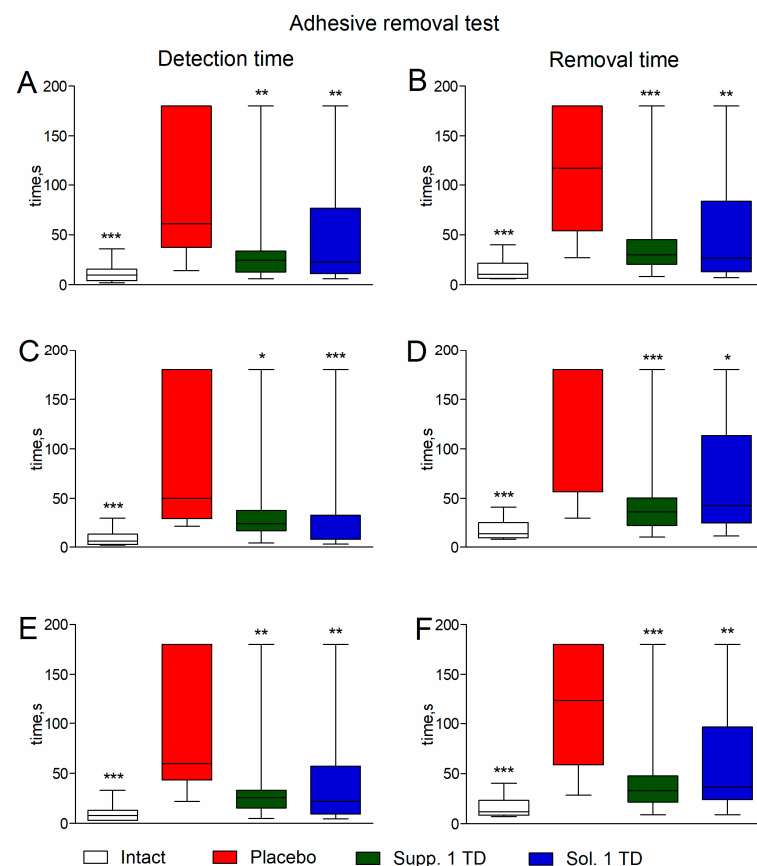 Adhesive removal test
Detection time
Removal time
A
200
150
100
50
0
time,s
***
**
**
B
200
150
100
50
0
time,s
***
***
**
C
200
150
100
50
0
time,s
***
*
***
D
200
150
100
50
0
time,s
***
***
*
E
200
150
100
50
0
time,s
***
**
**
F
200
150
100
50
0
time,s
***
***
**
Intact
Placebo
Supp. 1 TD
Sol. 1 TD